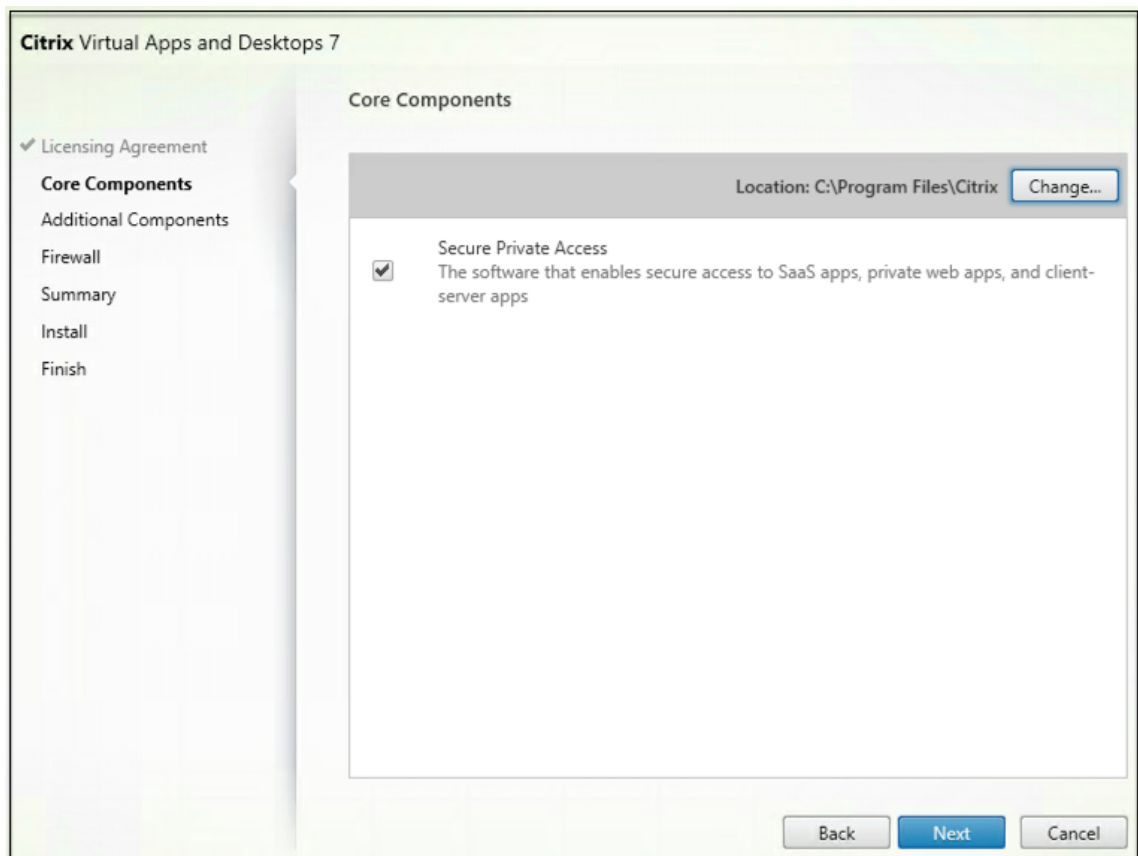 Citrix Virtual Apps and Desktops 7
Core Components
✔ Licensing Agreement
Core Components
Additional Components
Firewall
Summary
Install
Finish
Location: C:\Program Files\Citrix
Change...
Secure Private Access
The software that enables secure access to SaaS apps, private web apps, and client-
server apps
Back
Next
Cancel